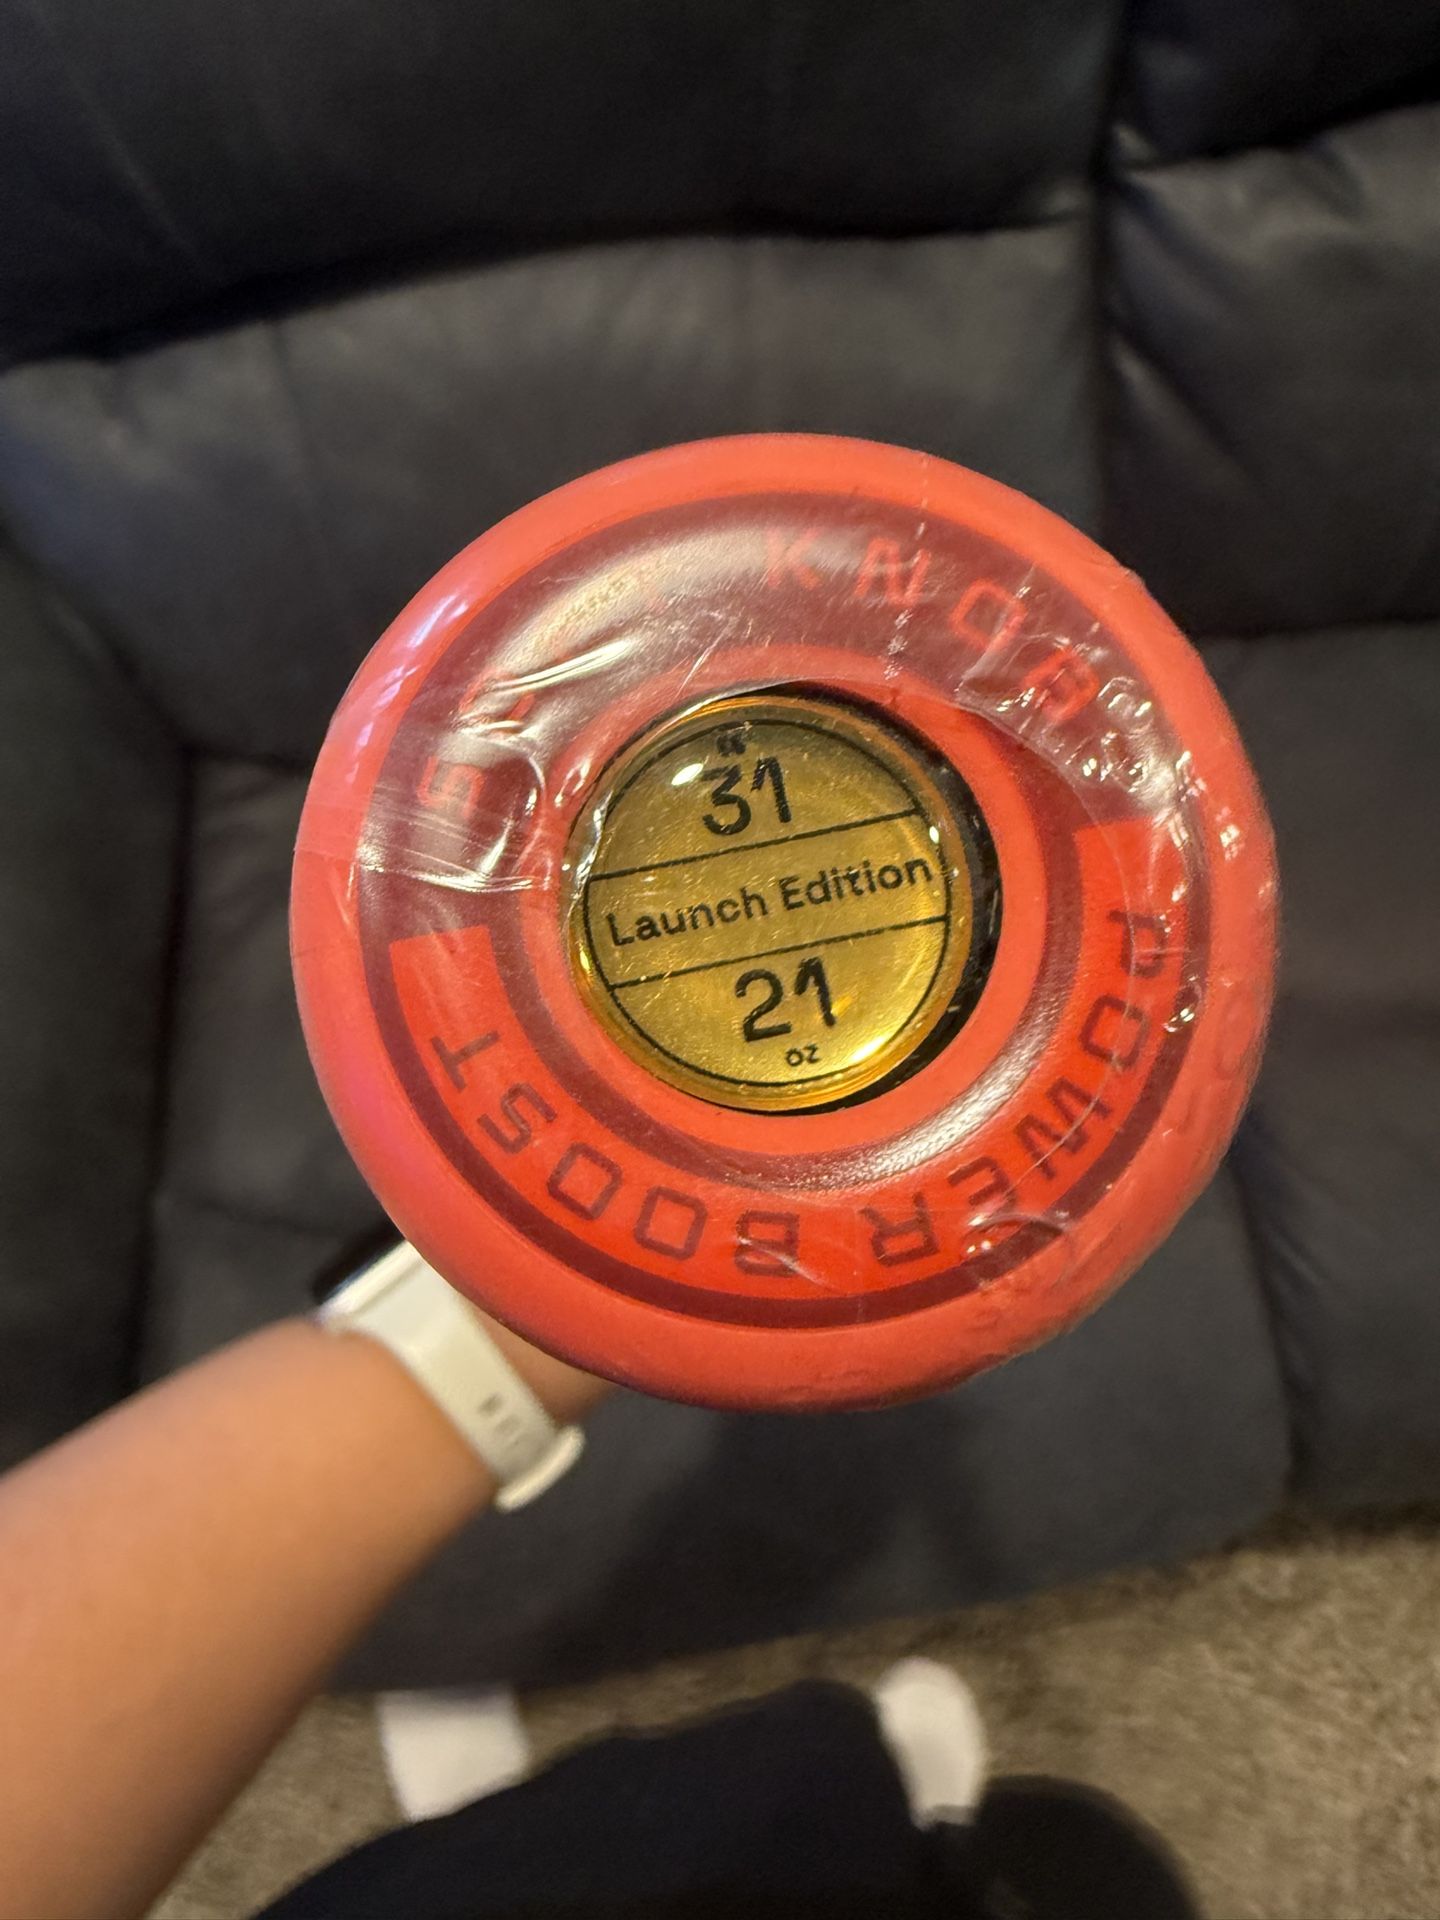 KNOB
31"
Launch Edition
21
oz
POWER BOOST